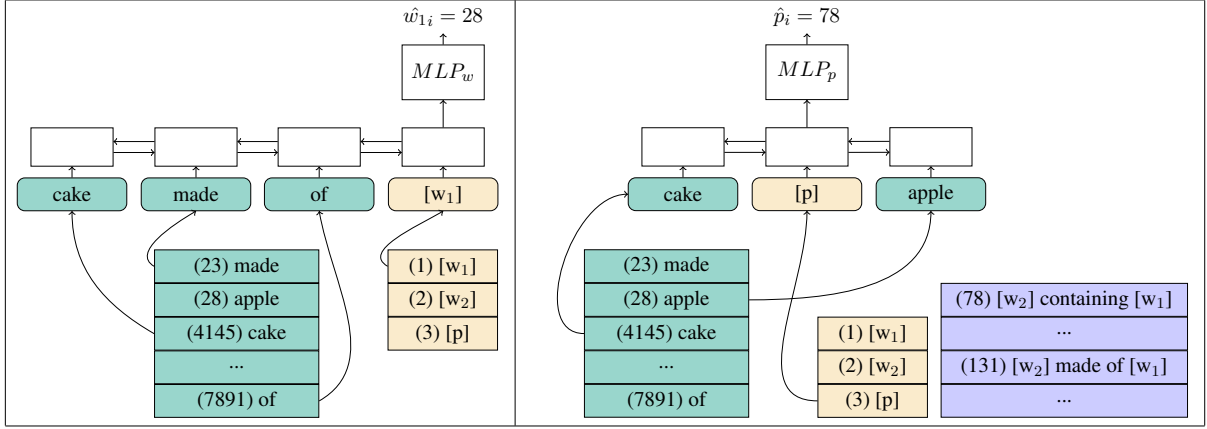 ŵ₁ᵢ = 28
MLP_w
cake made of [w₁]
(23) made
(28) apple
(4145) cake
...
(7891) of
(1) [w₁]
(2) [w₂]
(3) [p]
p̂ᵢ = 78
MLP_p
cake [p] apple
(23) made
(28) apple
(4145) cake
...
(7891) of
(1) [w₁]
(2) [w₂]
(3) [p]
(78) [w₂] containing [w₁]
...
(131) [w₂] made of [w₁]
...